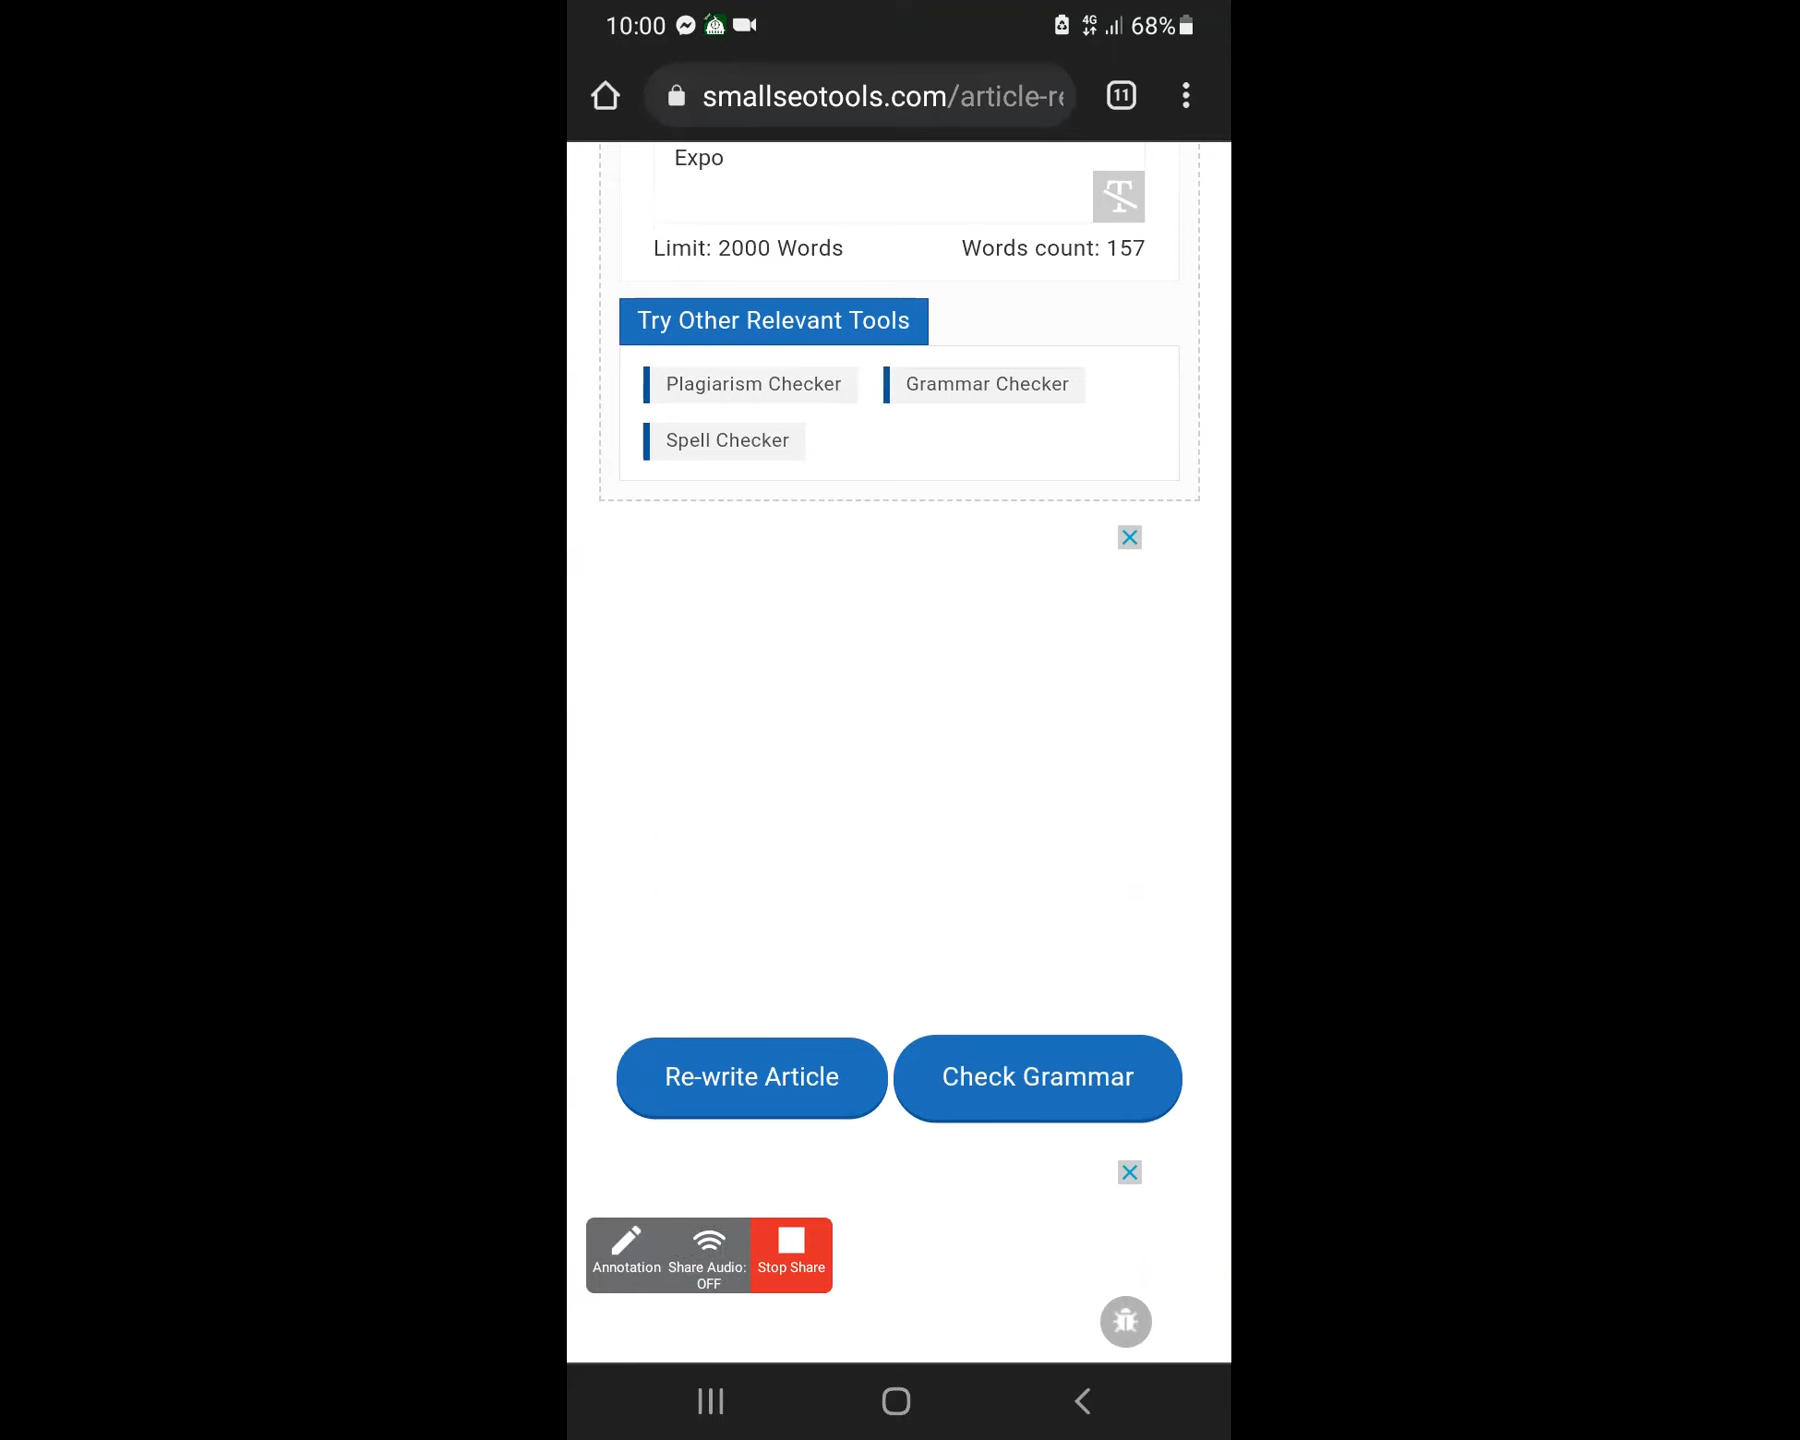 10:00
4G
68%
smallseotools.com/article-re
11
Expo
Limit: 2000 Words
Words count: 157
Try Other Relevant Tools
Plagiarism Checker
Grammar Checker
Spell Checker
Re-write Article
Check Grammar
Annotation
Share Audio:
OFF
Stop Share